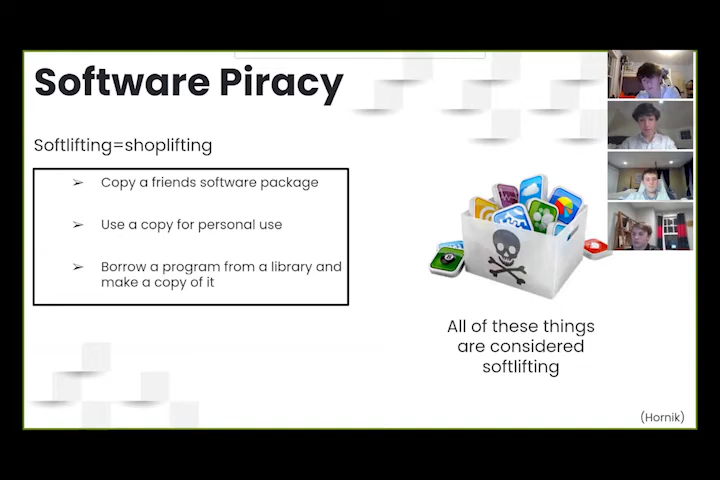 Software Piracy
Softlifting=shoplifting
➢ Copy a friends software package
➢ Use a copy for personal use
➢ Borrow a program from a library and
make a copy of it
All of these things
are considered
softlifting
(Hornik)